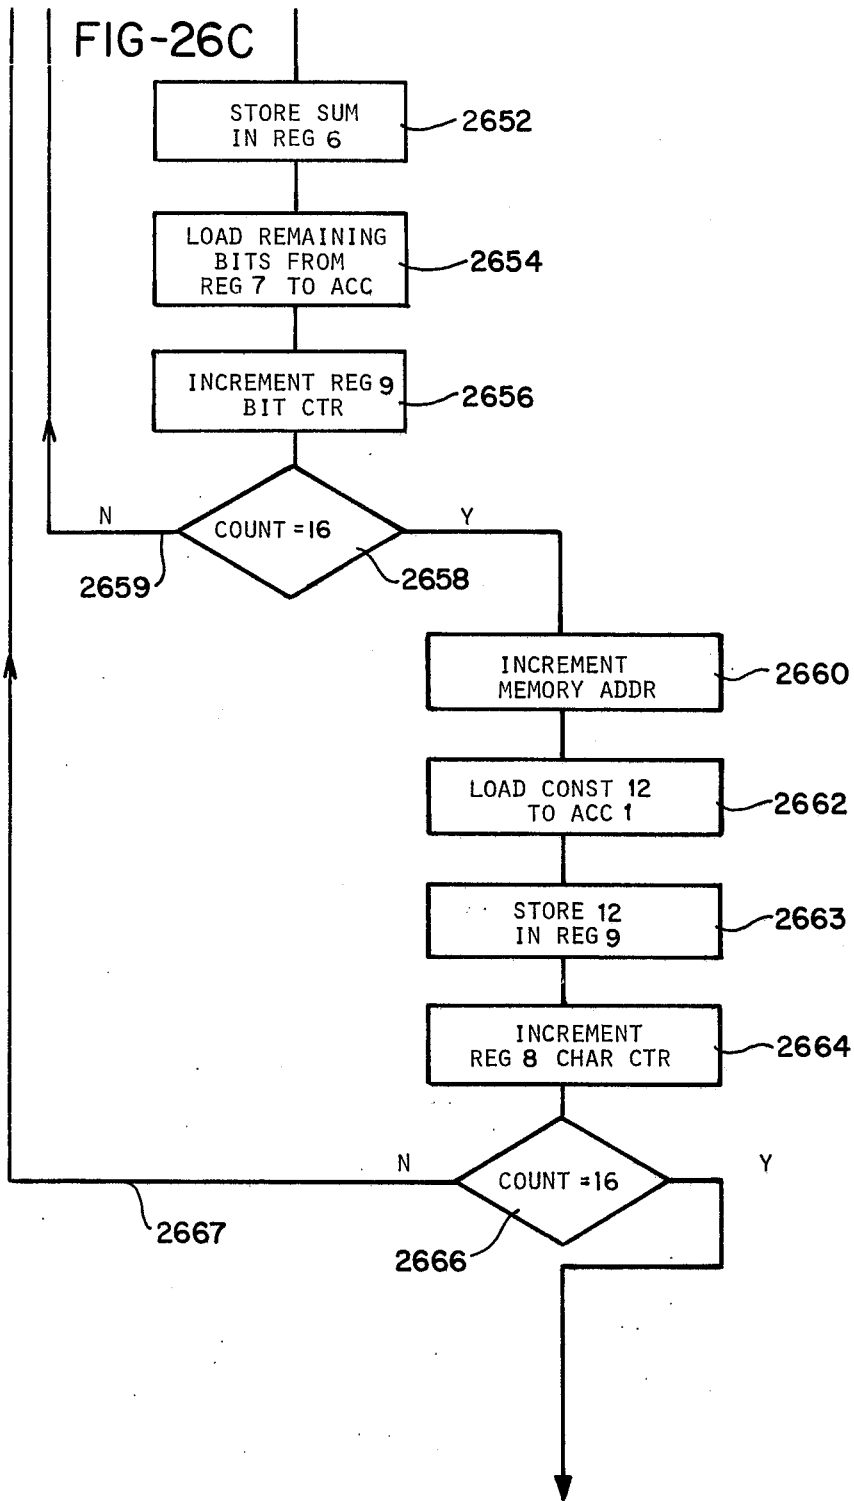 FIG-26C
STORE SUM
IN REG 6
2652
LOAD REMAINING
BITS FROM
REG 7 TO ACC
2654
INCREMENT REG 9
BIT CTR
2656
N
COUNT = 16
Y
2659
2658
INCREMENT
MEMORY ADDR
2660
LOAD CONST 12
TO ACC 1
2662
STORE 12
IN REG 9
2663
INCREMENT
REG 8 CHAR CTR
2664
N
COUNT = 16
Y
2667
2666